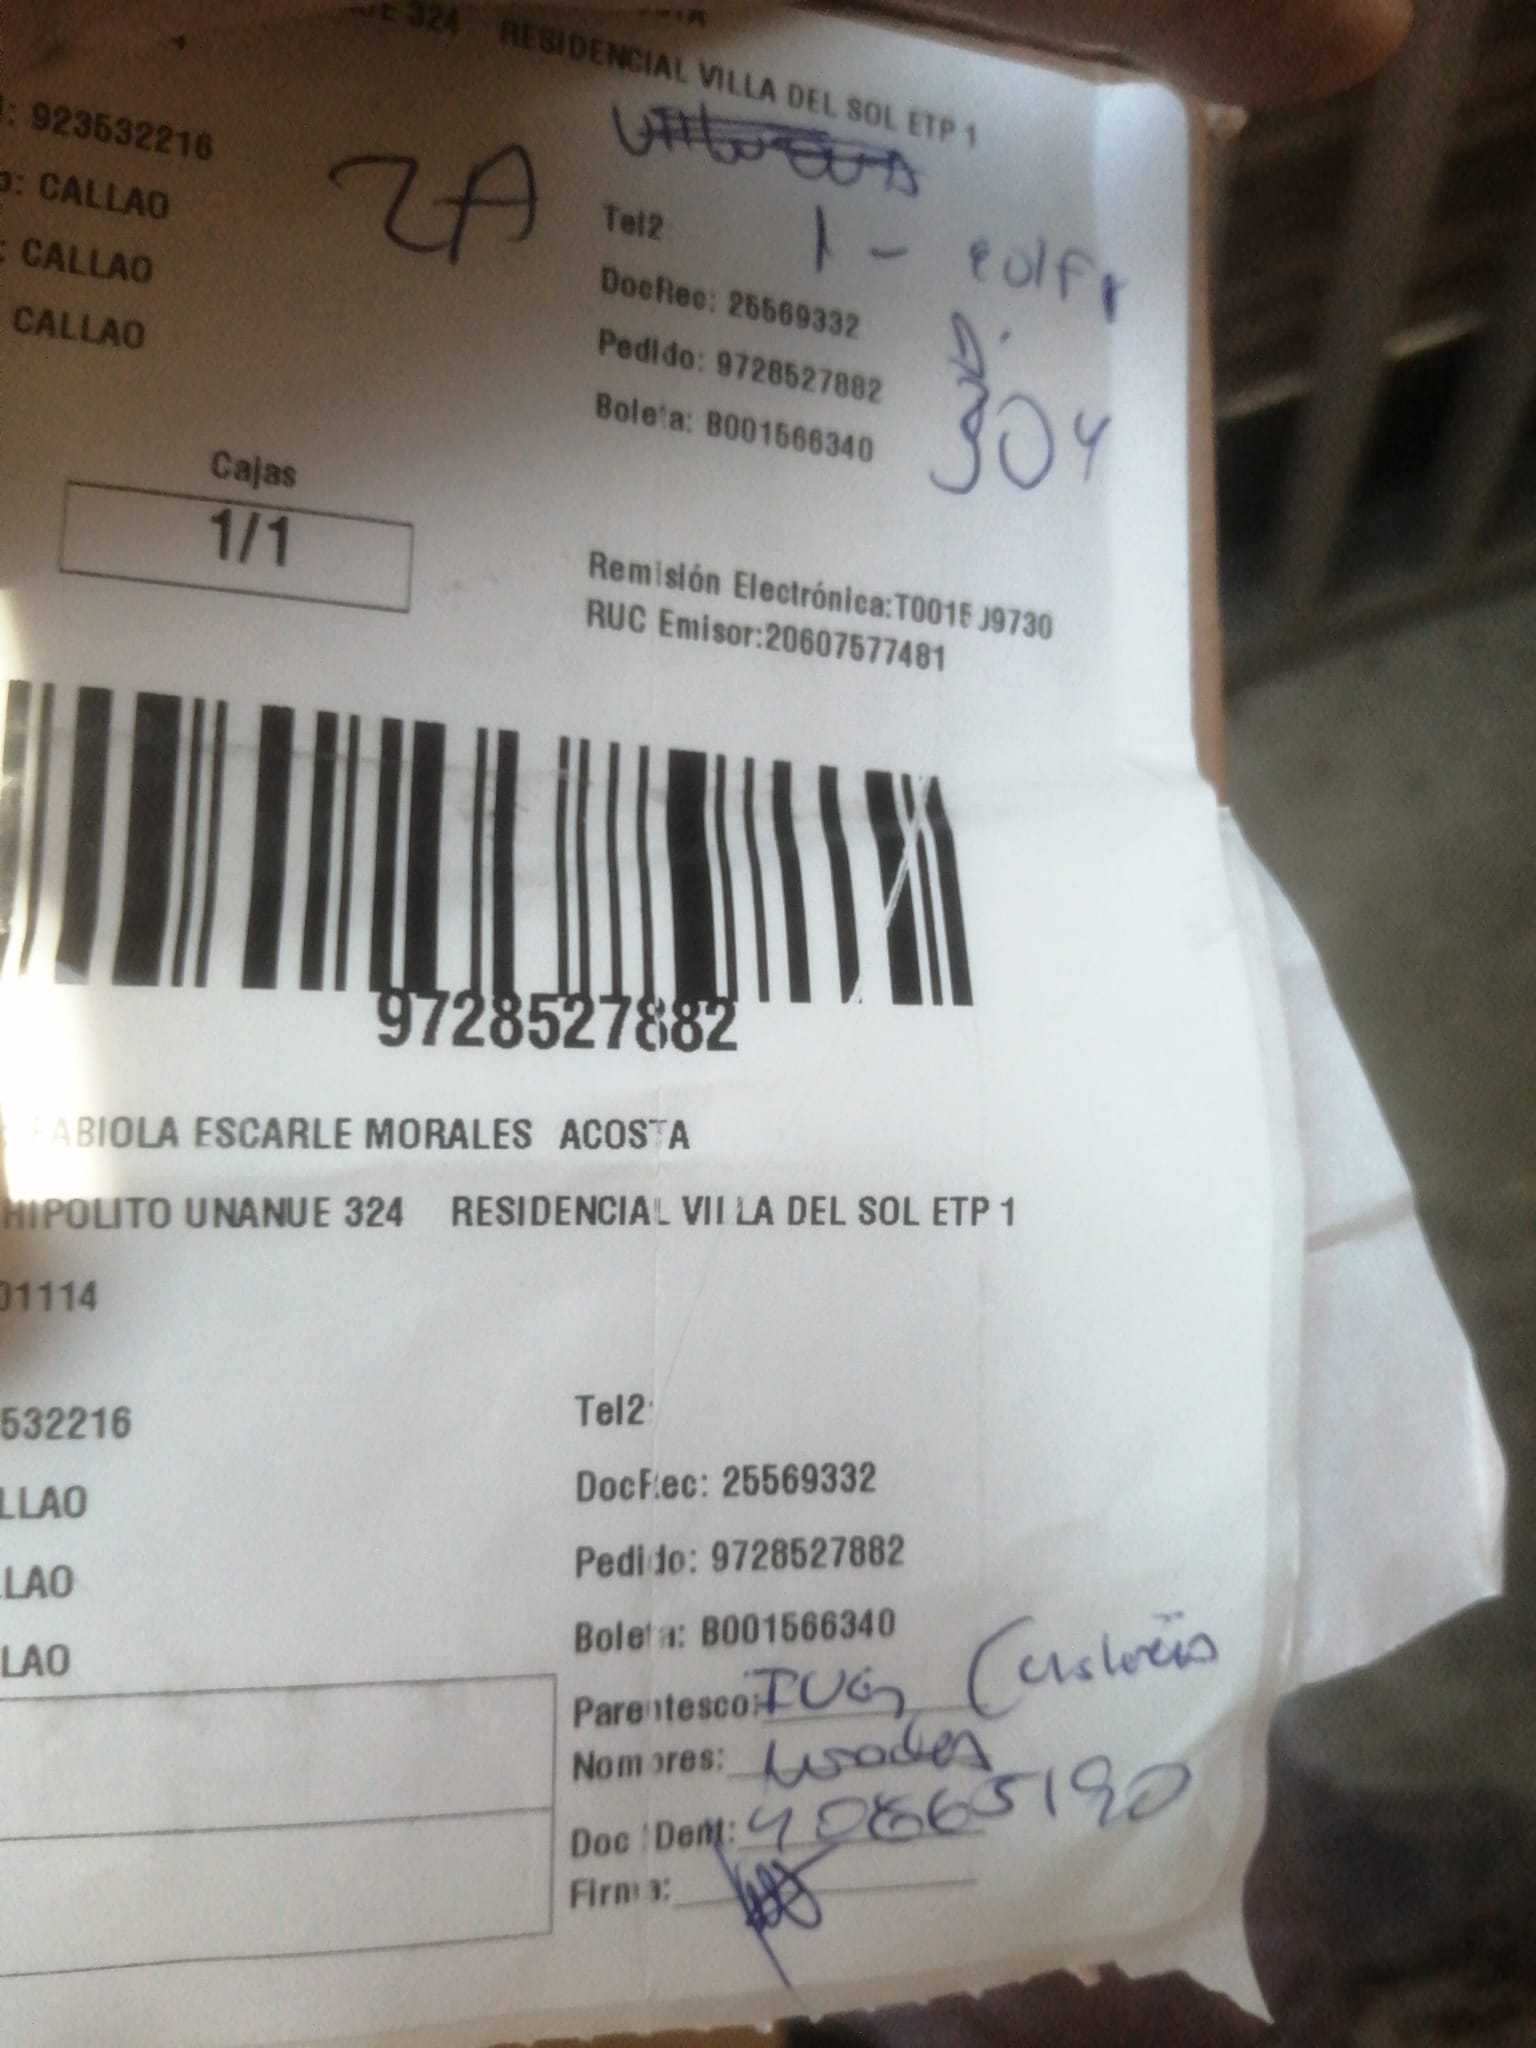 324 RESIDENCIAL VILLA DEL SOL ETP 1
: 923532216
: CALLAO
2A
Tel2
1 -
: CALLAO
DocRec: 25569332
CALLAO
Pedido: 9728527882
D.
304
Boleta: B001566340
Cajas
1/1
Remisión Electrónica:T0015 J9730
RUC Emisor:20607577481
9728527882
FABIOLA ESCARLE MORALES ACOSTA
HIPOLITO UNANUE 324 RESIDENCIAL VILLA DEL SOL ETP 1
01114
532216
Tel2:
LLAO
DocRec: 25569332
LAO
Pedido: 9728527882
LAO
Boleta: B001566340
Parentesco:
Nombres:
Doc Ident: 40865190
Firma: